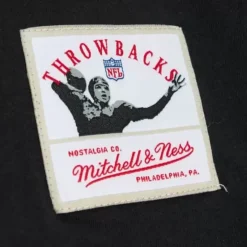 THROWBACKS
NFL
NOSTALGIA CO.
Mitchell & Ness
PHILADELPHIA, PA.